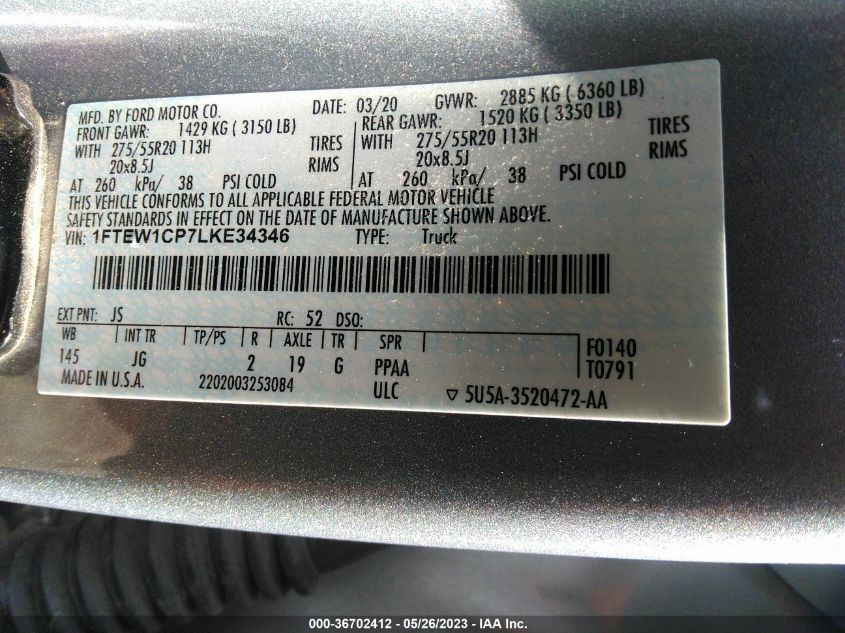 MFD. BY FORD MOTOR CO. DATE: 03/20 GVWR: 2885 KG ( 6360 LB)
FRONT GAWR: 1429 KG ( 3150 LB) REAR GAWR: 1520 KG ( 3350 LB)
WITH 275/55R20 113H TIRES WITH 275/55R20 113H TIRES
20x8.5J RIMS 20x8.5J RIMS
AT 260 kPa/ 38 PSI COLD AT 260 kPa/ 38 PSI COLD
THIS VEHICLE CONFORMS TO ALL APPLICABLE FEDERAL MOTOR VEHICLE
SAFETY STANDARDS IN EFFECT ON THE DATE OF MANUFACTURE SHOWN ABOVE.
VIN: 1FTEW1CP7LKE34346 TYPE: Truck
EXT PNT: JS RC: 52 DSO:
WB INT TR TP/PS R AXLE TR SPR F0140
145 JG 2 19 G PPAA T0791
MADE IN U.S.A. 2202003253084 ULC ▽ 5U5A-3520472-AA
000-36702412 - 05/26/2023 - IAA Inc.